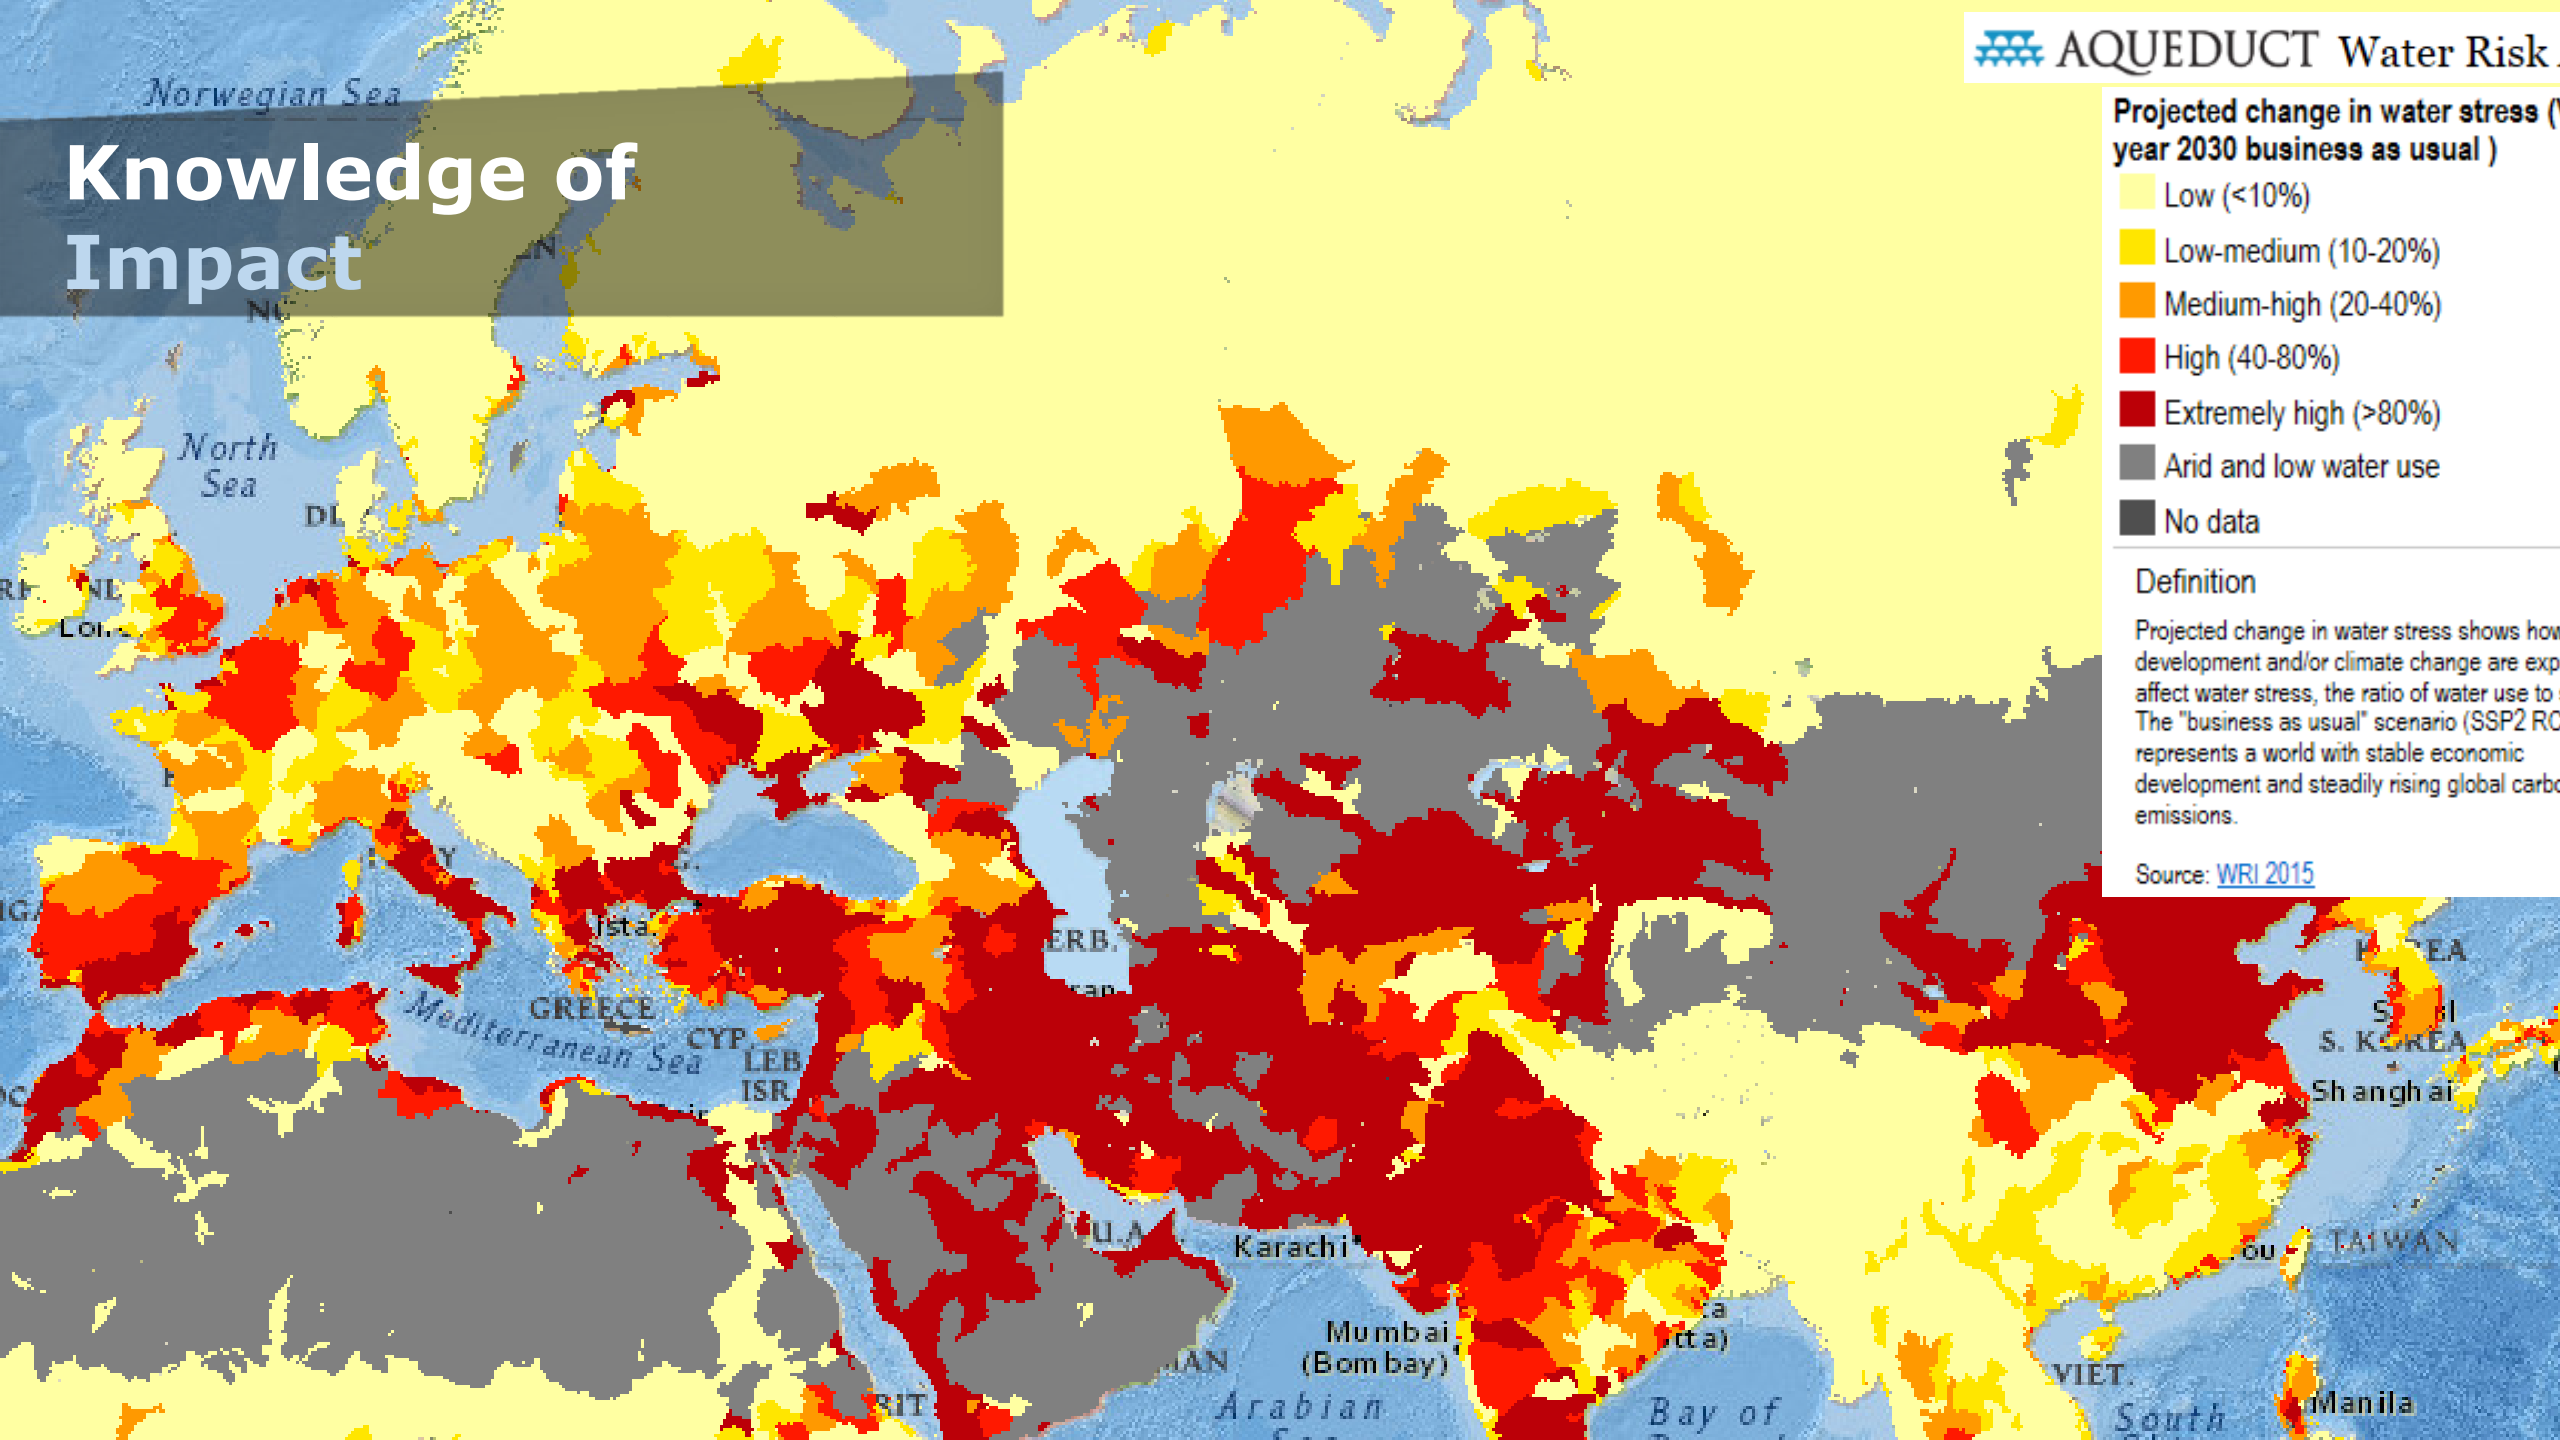 Knowledge of
Impact
AQUEDUCT Water Risk
Projected change in water stress
year 2030 business as usual )
Low (<10%)
Low-medium (10-20%)
Medium-high (20-40%)
High (40-80%)
Extremely high (>80%)
Arid and low water use
No data
Definition
Projected change in water stress shows how
development and/or climate change are
affect water stress, the ratio of water use to
The "business as usual" scenario (SSP2
represents a world with stable economic
development and steadily rising global
emissions.
Source: WRI 2015
Norwegian Sea
North
Sea
GREECE
Mediterranean Sea
CYP.
LEB
ISR.
Karachi
Mumbai
(Bombay)
Arabian
Bay of
S. KOREA
Shanghai
TAIWAN
VIET.
Manila
South